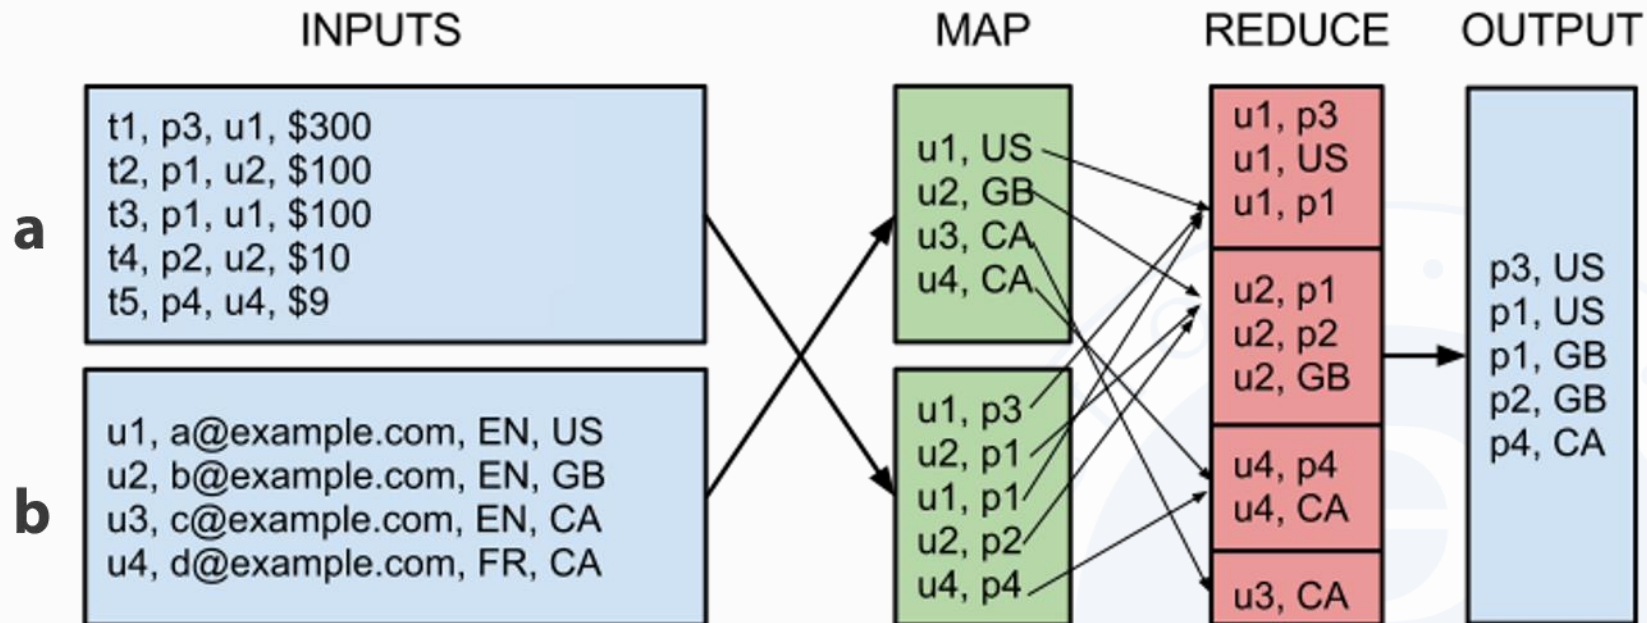 INPUTS
MAP
REDUCE
OUTPUT
a
t1, p3, u1, $300
t2, p1, u2, $100
t3, p1, u1, $100
t4, p2, u2, $10
t5, p4, u4, $9
b
u1, a@example.com, EN, US
u2, b@example.com, EN, GB
u3, c@example.com, EN, CA
u4, d@example.com, FR, CA
u1, US
u2, GB
u3, CA
u4, CA
u1, p3
u2, p1
u1, p1
u2, p2
u4, p4
u1, p3
u1, US
u1, p1
u2, p1
u2, p2
u2, GB
u4, p4
u4, CA
u3, CA
p3, US
p1, US
p1, GB
p2, GB
p4, CA